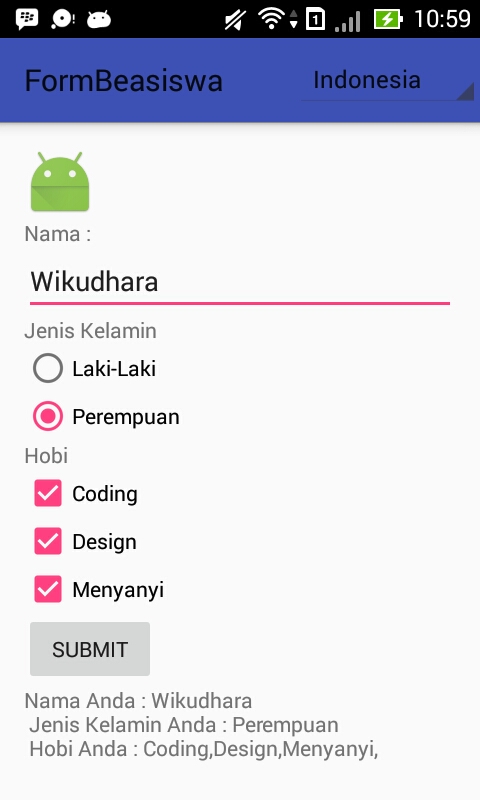 10:59
FormBeasiswa
Indonesia
Nama :
Wikudhara
Jenis Kelamin
Laki-Laki
Perempuan
Hobi
Coding
Design
Menyanyi
SUBMIT
Nama Anda : Wikudhara
Jenis Kelamin Anda : Perempuan
Hobi Anda : Coding,Design,Menyanyi,